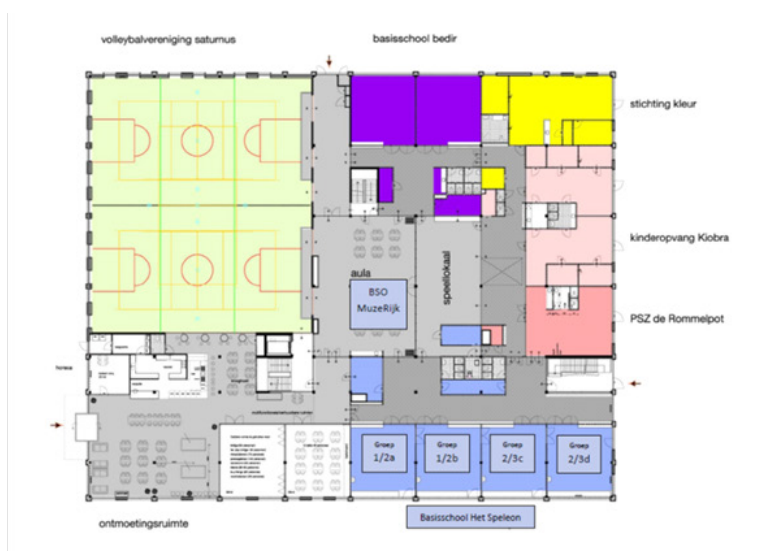 volleybalvereniging saturnus
basisschool bedir
stichting kleur
kinderopvang Kiobra
aula
speellokaal
BSO
MuzeRijk
PSZ de Rommelpot
horeca
Groep
1/2a
Groep
1/2b
Groep
2/3c
Groep
2/3d
ontmoetingsruimte
Basisschool Het Speleon